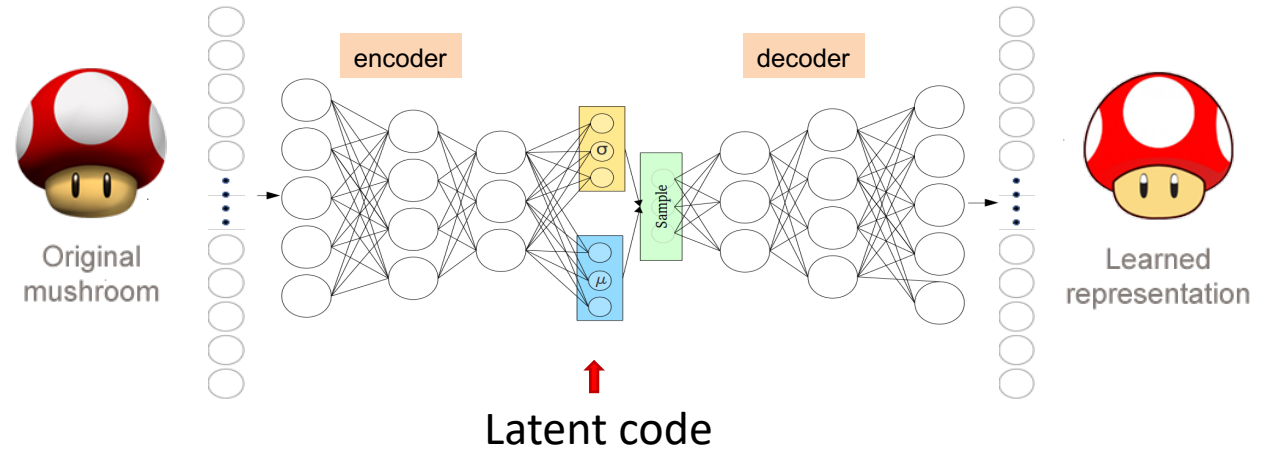 encoder
decoder
σ
Sample
μ
Original
mushroom
Learned
representation
Latent code